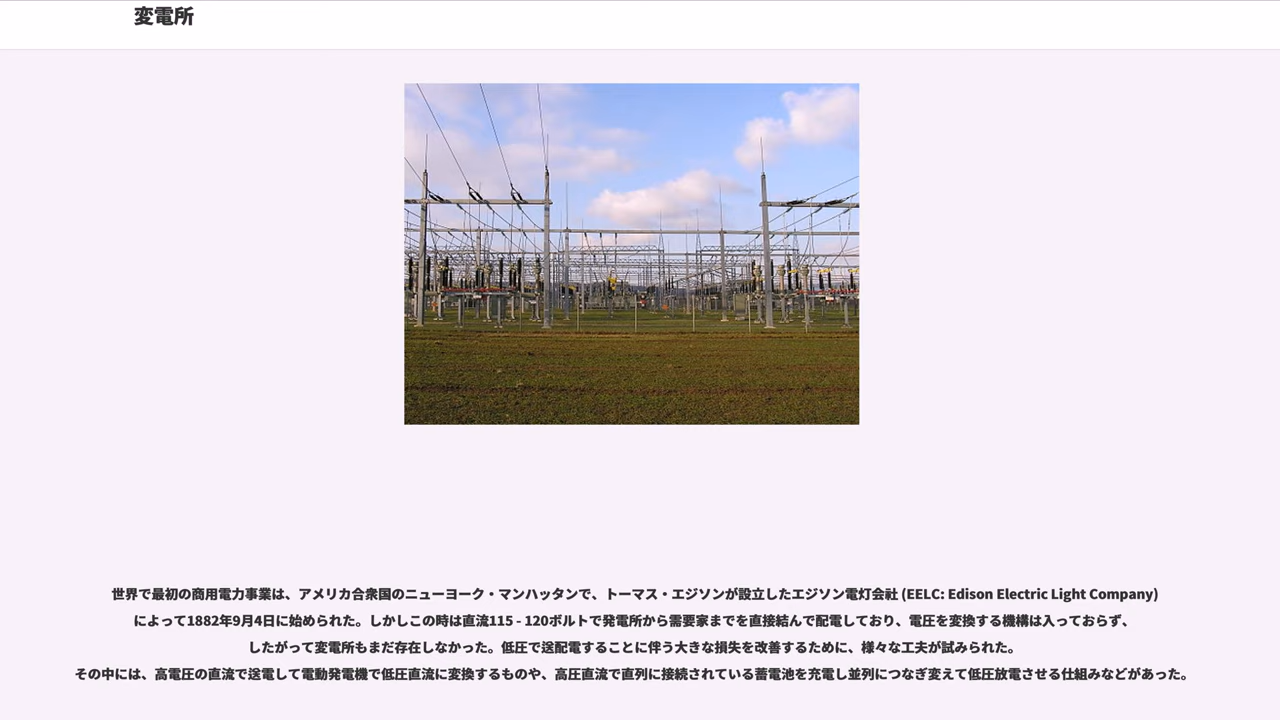 変電所
世界で最初の商用電力事業は、アメリカ合衆国のニューヨーク・マンハッタンで、トーマス・エジソンが設立したエジソン電灯会社 (EELC: Edison Electric Light Company)
によって1882年9月4日に始められた。しかしこの時は直流115 - 120ボルトで発電所から需要家までを直接結んで配電しており、電圧を変換する機構は入っておらず、
したがって変電所もまだ存在しなかった。低圧で送配電することに伴う大きな損失を改善するために、様々な工夫が試みられた。
その中には、高電圧の直流で送電して電動発電機で低圧直流に変換するものや、高圧直流で直列に接続されている蓄電池を充電し並列につなぎ変えて低圧放電させる仕組みなどがあった。